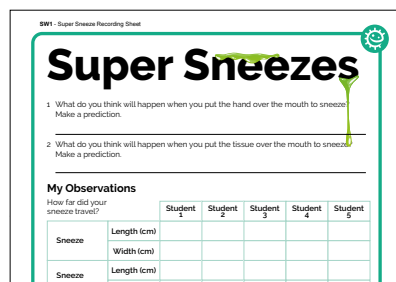 SW1 - Super Sneeze Recording Sheet
Super Sneezes
1 What do you think will happen when you put the hand over the mouth to sneeze?
Make a prediction.
2 What do you think will happen when you put the tissue over the mouth to sneeze?
Make a prediction.
My Observations
How far did your
sneeze travel?
Student
1
Student
2
Student
3
Student
4
Student
5
Sneeze
Length (cm)
Width (cm)
Sneeze
Length (cm)